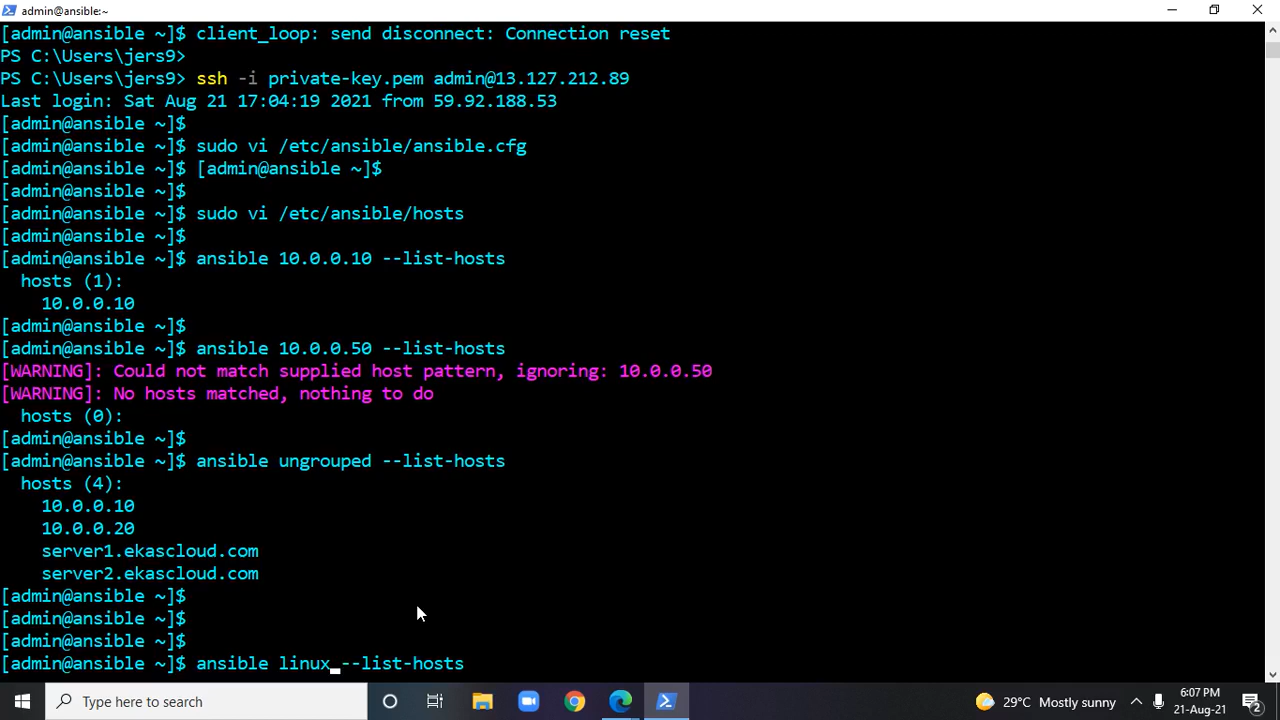 admin@ansible:~
[admin@ansible ~]$ client_loop: send disconnect: Connection reset
PS C:\Users\jers9>
PS C:\Users\jers9> ssh -i private-key.pem admin@13.127.212.89
Last login: Sat Aug 21 17:04:19 2021 from 59.92.188.53
[admin@ansible ~]$
[admin@ansible ~]$ sudo vi /etc/ansible/ansible.cfg
[admin@ansible ~]$ [admin@ansible ~]$
[admin@ansible ~]$
[admin@ansible ~]$ sudo vi /etc/ansible/hosts
[admin@ansible ~]$
[admin@ansible ~]$ ansible 10.0.0.10 --list-hosts
hosts (1):
10.0.0.10
[admin@ansible ~]$
[admin@ansible ~]$ ansible 10.0.0.50 --list-hosts
[WARNING]: Could not match supplied host pattern, ignoring: 10.0.0.50
[WARNING]: No hosts matched, nothing to do
hosts (0):
[admin@ansible ~]$
[admin@ansible ~]$ ansible ungrouped --list-hosts
hosts (4):
10.0.0.10
10.0.0.20
server1.ekascloud.com
server2.ekascloud.com
[admin@ansible ~]$
[admin@ansible ~]$
[admin@ansible ~]$
[admin@ansible ~]$ ansible linux --list-hosts
Type here to search
29°C Mostly sunny
6:07 PM
21-Aug-21
2